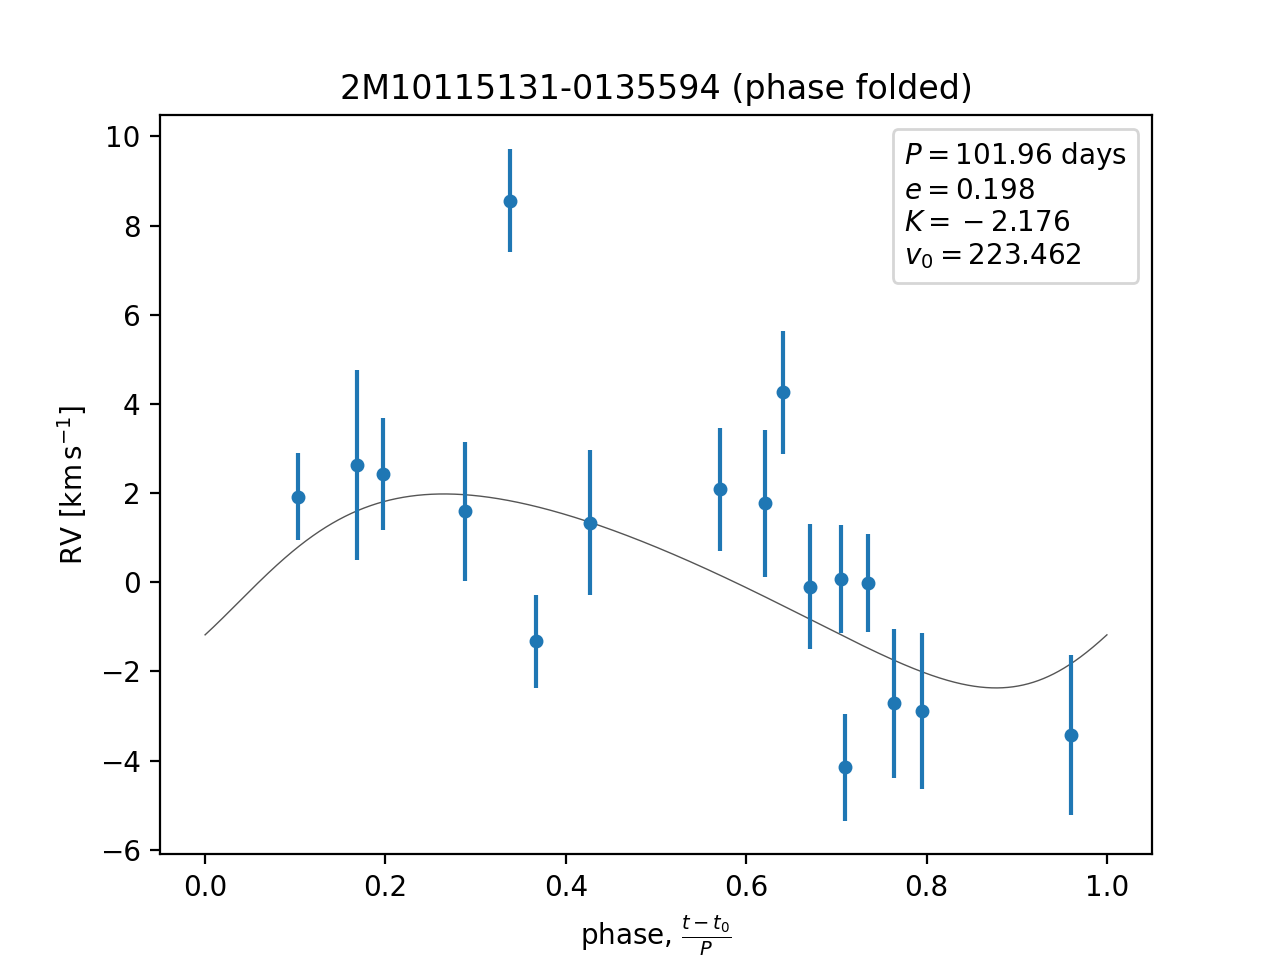 2M10115131-0135594 (phase folded)
P = 101.96 days
e = 0.198
K = −2.176
v₀ = 223.462
RV [km s⁻¹]
10
8
6
4
2
0
−2
−4
−6
0.0 0.2 0.4 0.6 0.8 1.0
phase, (t − t₀)/P